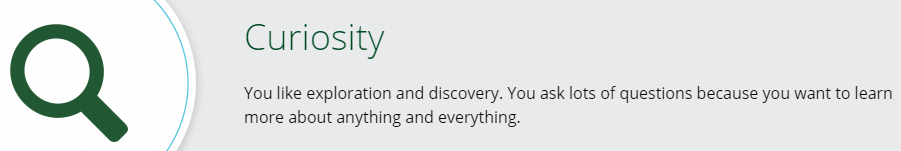 Curiosity
You like exploration and discovery. You ask lots of questions because you want to learn
more about anything and everything.